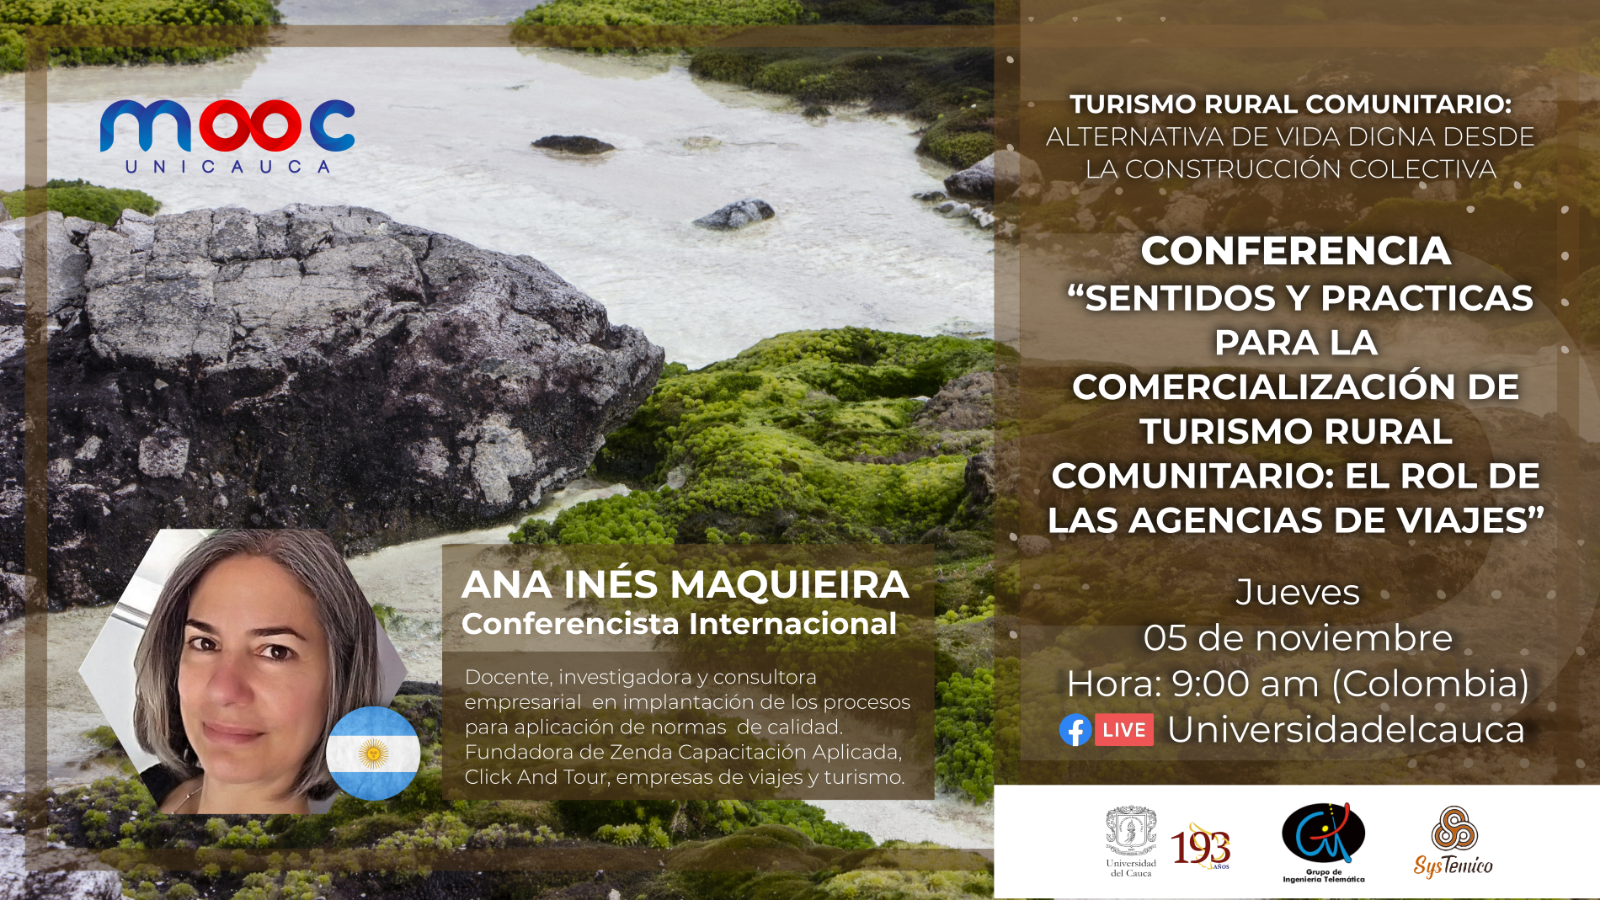 mooc
UNICAUCA
TURISMO RURAL COMUNITARIO:
ALTERNATIVA DE VIDA DIGNA DESDE
LA CONSTRUCCIÓN COLECTIVA
CONFERENCIA
“SENTIDOS Y PRACTICAS
PARA LA
COMERCIALIZACIÓN DE
TURISMO RURAL
COMUNITARIO: EL ROL DE
LAS AGENCIAS DE VIAJES”
Jueves
05 de noviembre
Hora: 9:00 am (Colombia)
LIVE Universidadelcauca
ANA INÉS MAQUIEIRA
Conferencista Internacional
Docente, investigadora y consultora
empresarial en implantación de los procesos
para aplicación de normas de calidad.
Fundadora de Zenda Capacitación Aplicada,
Click And Tour, empresas de viajes y turismo.
Universidad
del Cauca
193
AÑOS
Grupo de
Ingeniería Telemática
SysTémico